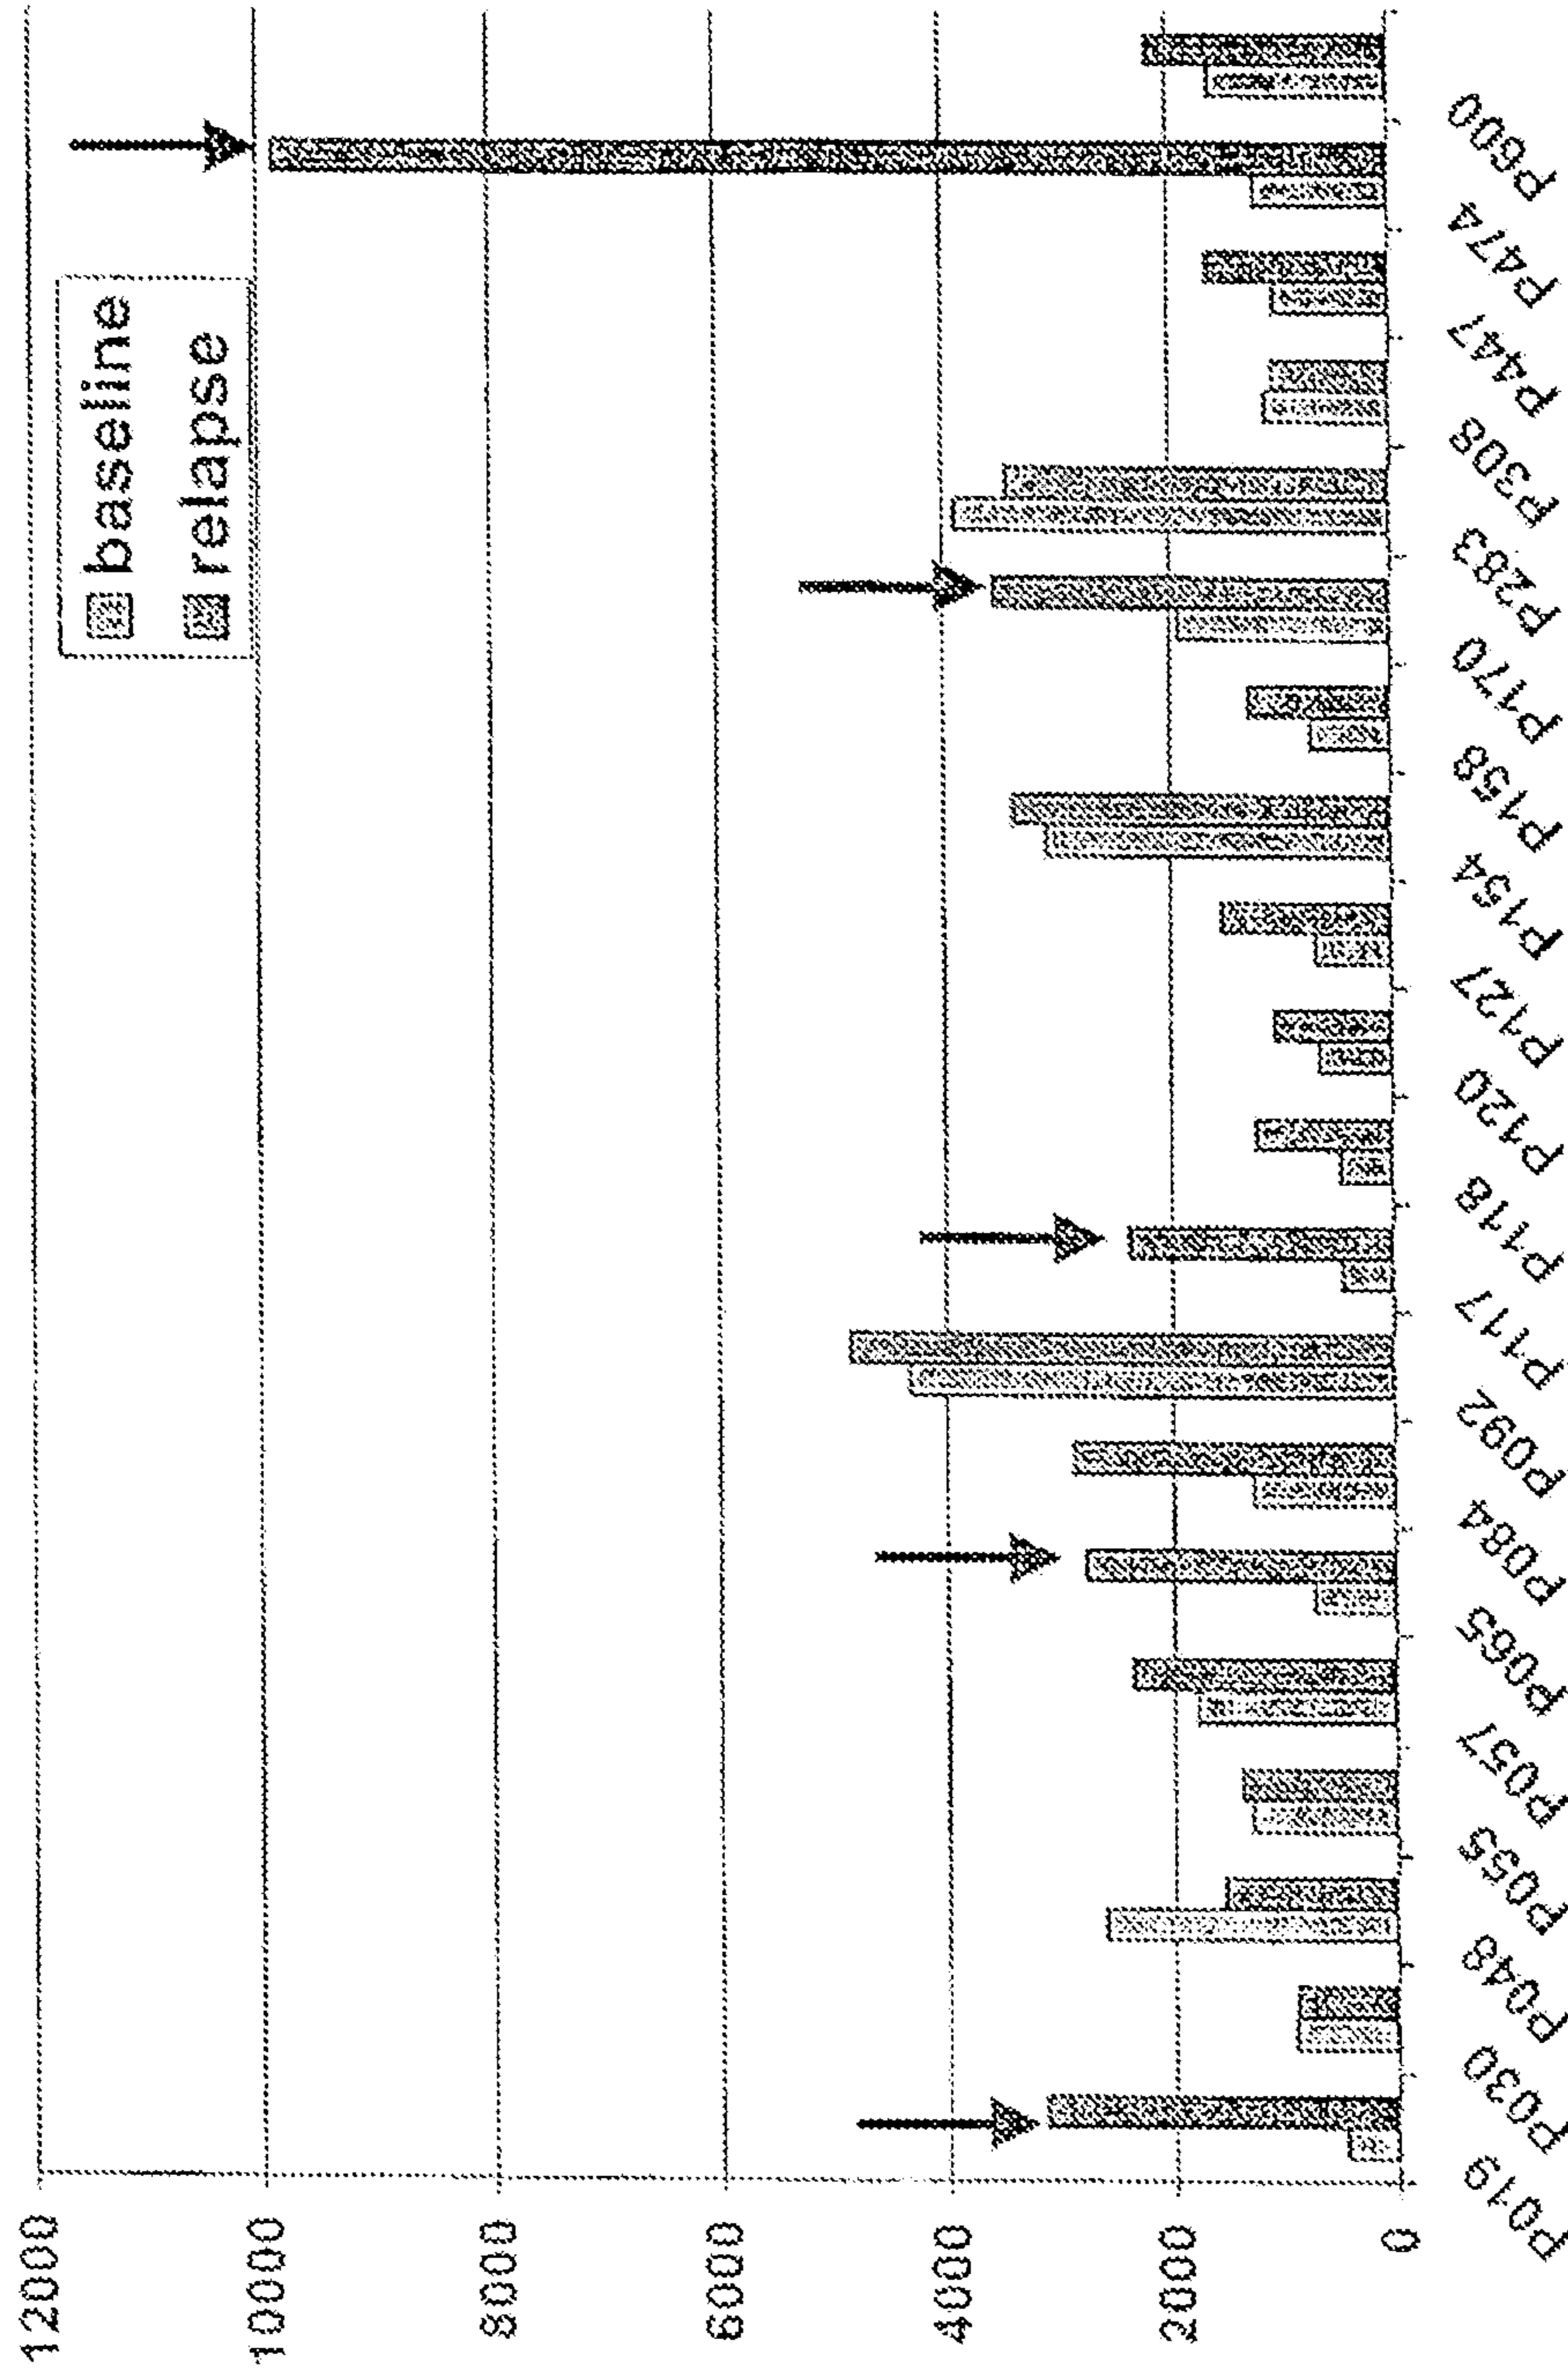 12000
10000
8000
6000
4000
2000
0
baseline
relapse
P019
P030
P048
P055
P057
P065
P084
P092
P117
P118
P120
P127
P154
P158
P170
P283
P308
P447
P474
P600